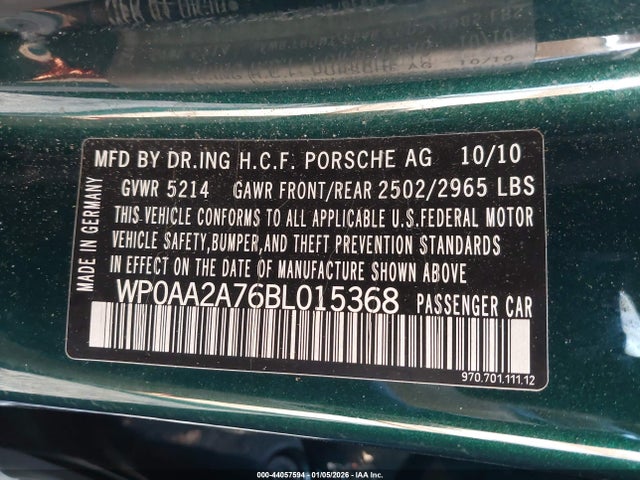 MFD BY DR.ING H.C.F. PORSCHE AG 10/10
GVWR 5214 GAWR FRONT/REAR 2502/2965 LBS
THIS VEHICLE CONFORMS TO ALL APPLICABLE U.S.FEDERAL MOTOR
VEHICLE SAFETY,BUMPER,AND THEFT PREVENTION STANDARDS
IN EFFECT ON THE DATE OF MANUFACTURE SHOWN ABOVE
WP0AA2A76BL015368 PASSENGER CAR
MADE IN GERMANY
970.701.111.12
000-44057594 - 01/05/2026 - IAA Inc.